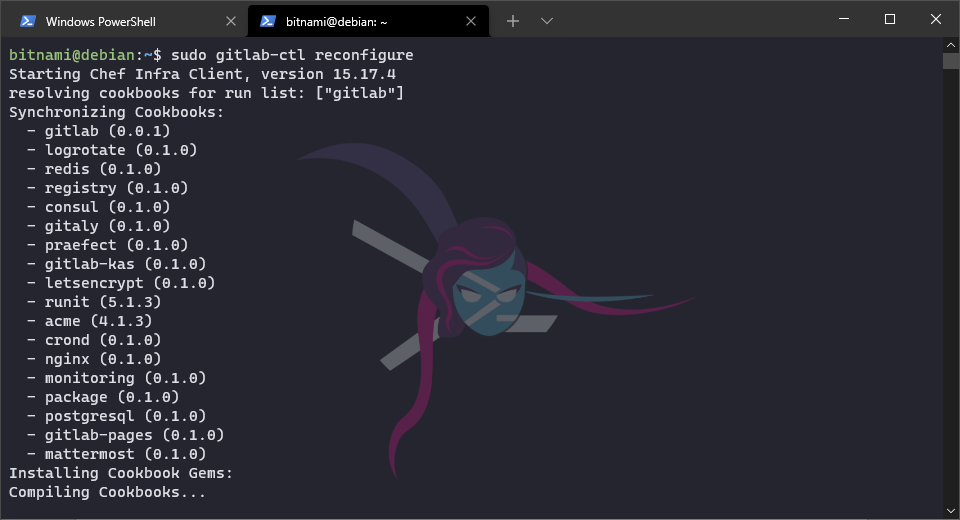 Windows PowerShell
bitnami@debian: ~
bitnami@debian:~$ sudo gitlab-ctl reconfigure
Starting Chef Infra Client, version 15.17.4
resolving cookbooks for run list: ["gitlab"]
Synchronizing Cookbooks:
  - gitlab (0.0.1)
  - logrotate (0.1.0)
  - redis (0.1.0)
  - registry (0.1.0)
  - consul (0.1.0)
  - gitaly (0.1.0)
  - praefect (0.1.0)
  - gitlab-kas (0.1.0)
  - letsencrypt (0.1.0)
  - runit (5.1.3)
  - acme (4.1.3)
  - crond (0.1.0)
  - nginx (0.1.0)
  - monitoring (0.1.0)
  - package (0.1.0)
  - postgresql (0.1.0)
  - gitlab-pages (0.1.0)
  - mattermost (0.1.0)
Installing Cookbook Gems:
Compiling Cookbooks...